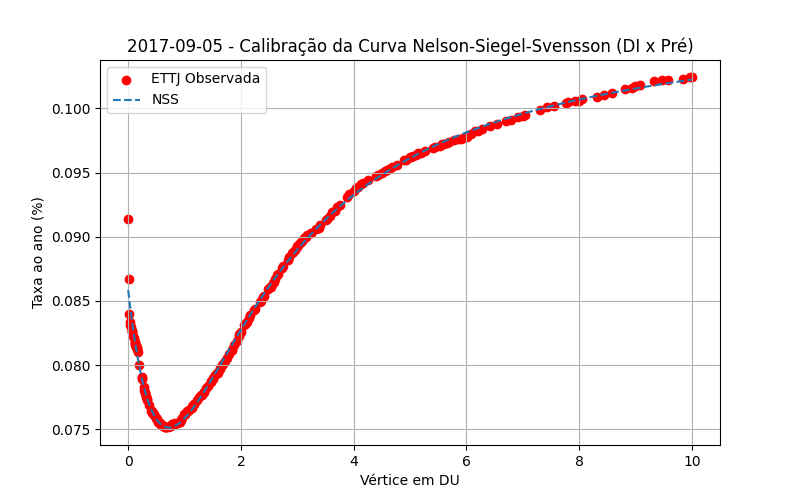 2017-09-05 - Calibração da Curva Nelson-Siegel-Svensson (DI x Pré)
ETTJ Observada
NSS
Taxa ao ano (%)
0.100
0.095
0.090
0.085
0.080
0.075
0 2 4 6 8 10
Vértice em DU